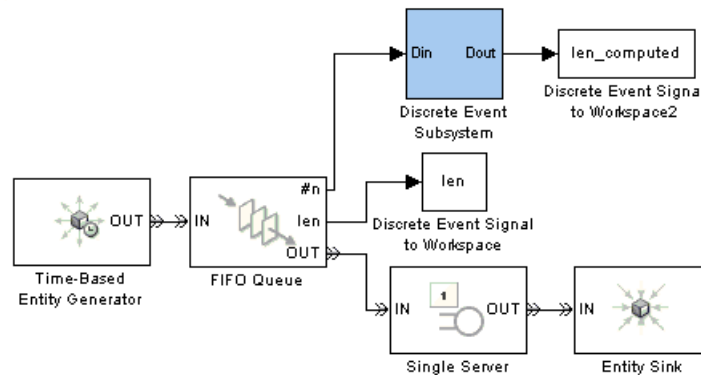 Din
Dout
len_computed
Discrete Event
Subsystem
Discrete Event Signal
to Workspace2
#n
len
OUT
IN
OUT
len
Discrete Event Signal
to Workspace
Time-Based
Entity Generator
FIFO Queue
IN
1
OUT
IN
Single Server
Entity Sink